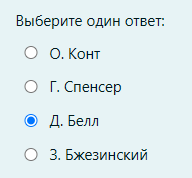 Выберите один ответ:
О. Конт
Г. Спенсер
Д. Белл
З. Бжезинский